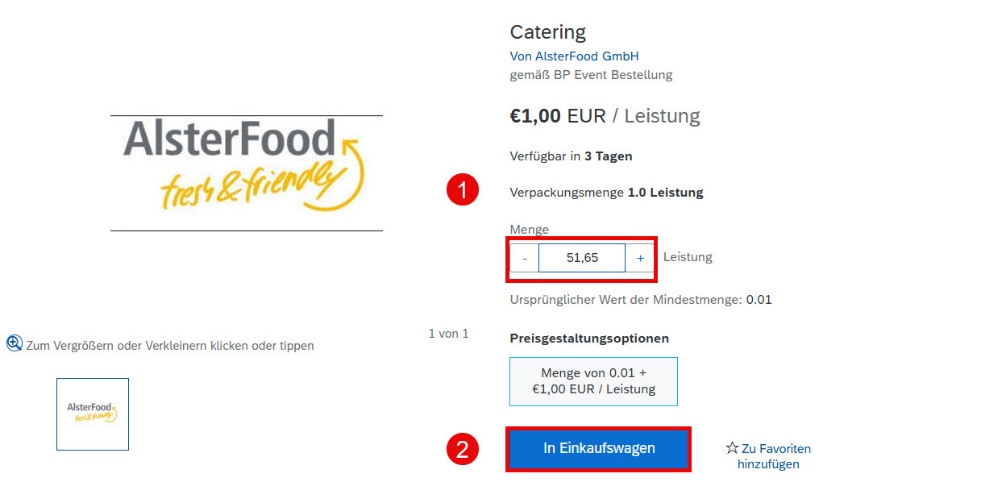 AlsterFood
fresh & friendly
Zum Vergrößern oder Verkleinern klicken oder tippen
1 von 1
AlsterFood
fresh & friendly
Catering
Von AlsterFood GmbH
gemäß BP Event Bestellung
€1,00 EUR / Leistung
Verfügbar in 3 Tagen
1
Verpackungsmenge 1.0 Leistung
Menge
- 51,65 + Leistung
Ursprünglicher Wert der Mindestmenge: 0.01
Preisgestaltungsoptionen
Menge von 0.01 +
€1,00 EUR / Leistung
2
In Einkaufswagen
☆ Zu Favoriten
hinzufügen